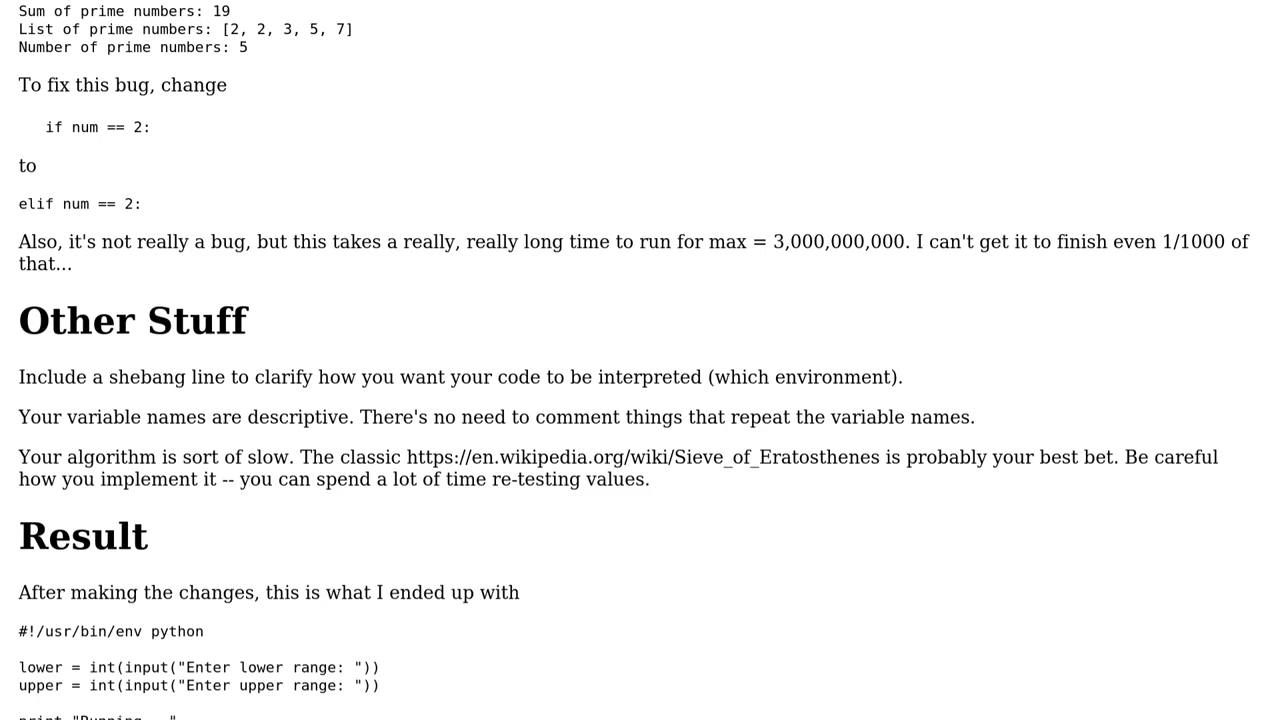 Sum of prime numbers: 19
List of prime numbers: [2, 2, 3, 5, 7]
Number of prime numbers: 5
To fix this bug, change
if num == 2:
to
elif num == 2:
Also, it's not really a bug, but this takes a really, really long time to run for max = 3,000,000,000. I can't get it to finish even 1/1000 of
that...
Other Stuff
Include a shebang line to clarify how you want your code to be interpreted (which environment).
Your variable names are descriptive. There's no need to comment things that repeat the variable names.
Your algorithm is sort of slow. The classic https://en.wikipedia.org/wiki/Sieve_of_Eratosthenes is probably your best bet. Be careful
how you implement it -- you can spend a lot of time re-testing values.
Result
After making the changes, this is what I ended up with
#!/usr/bin/env python
lower = int(input("Enter lower range: "))
upper = int(input("Enter upper range: "))